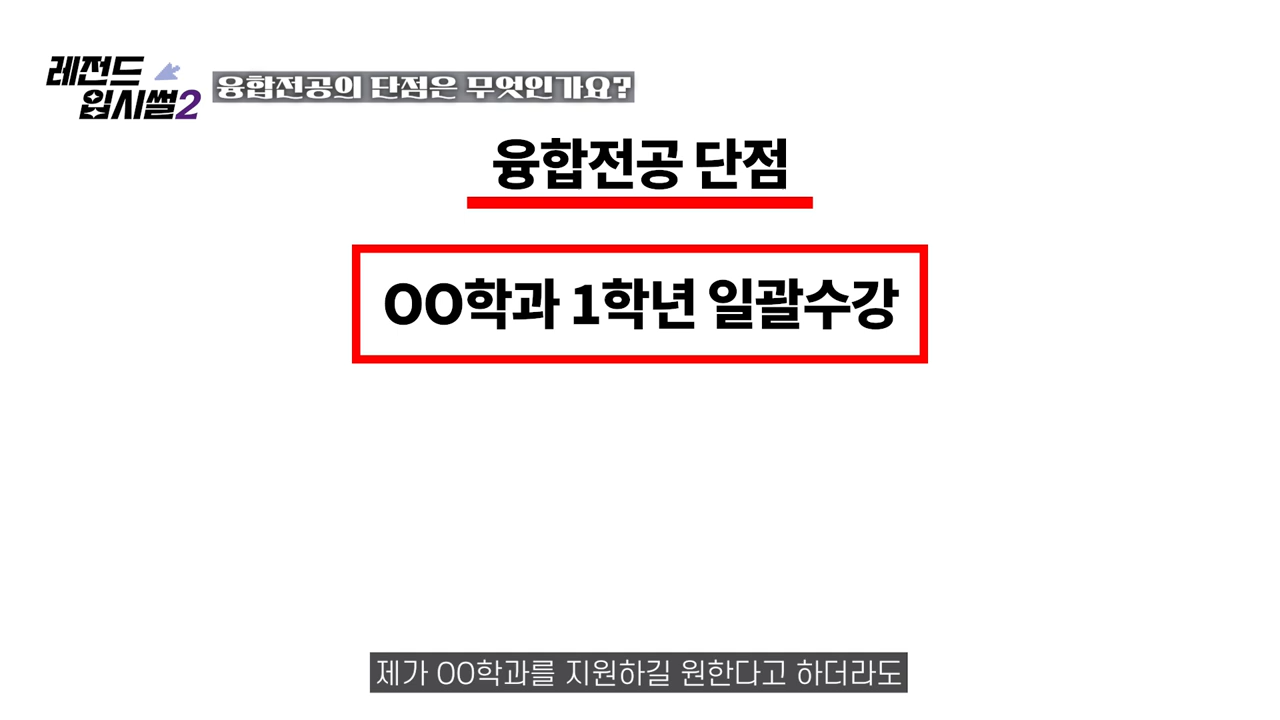 레전드
입시썰2
융합전공의 단점은 무엇인가요?
융합전공 단점
OO학과 1학년 일괄수강
제가 OO학과를 지원하길 원한다고 하더라도